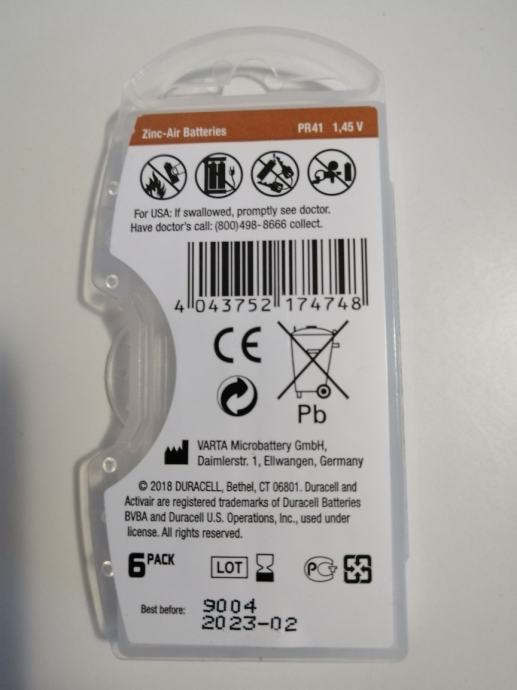 Zinc-Air Batteries PR41 1,45 V
For USA: If swallowed, promptly see doctor.
Have doctor's call: (800)498-8666 collect.
4 043752 174748
CE
Pb
VARTA Microbattery GmbH,
Daimlerstr. 1, Ellwangen, Germany
© 2018 DURACELL, Bethel, CT 06801. Duracell and
Activair are registered trademarks of Duracell Batteries
BVBA and Duracell U.S. Operations, Inc., used under
license. All rights reserved.
6 PACK LOT
Best before: 9004
2023-02